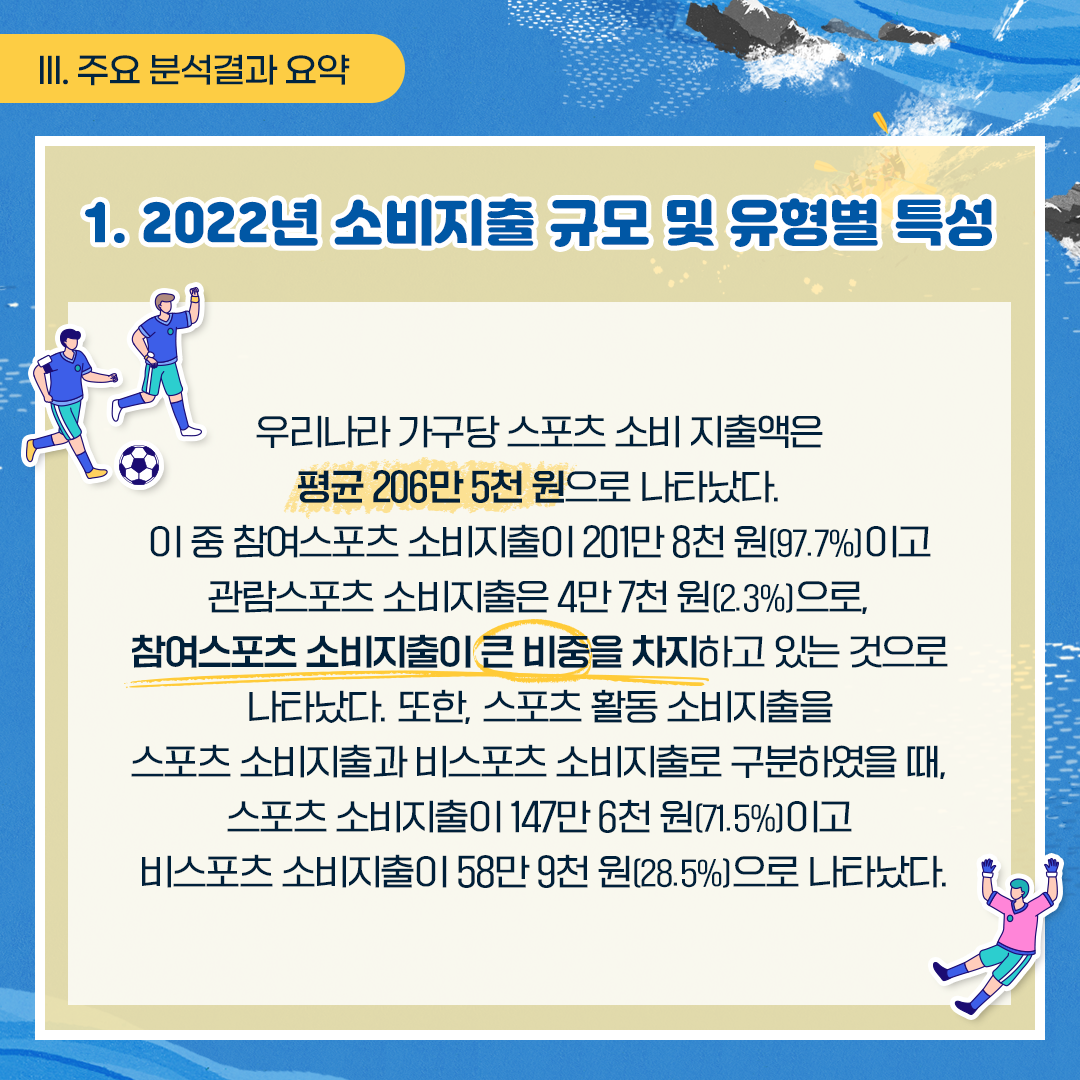 III. 주요 분석결과 요약
1. 2022년 소비지출 규모 및 유형별 특성
우리나라 가구당 스포츠 소비 지출액은
평균 206만 5천 원으로 나타났다.
이 중 참여스포츠 소비지출이 201만 8천 원(97.7%)이고
관람스포츠 소비지출은 4만 7천 원(2.3%)으로,
참여스포츠 소비지출이 큰 비중을 차지하고 있는 것으로
나타났다. 또한, 스포츠 활동 소비지출을
스포츠 소비지출과 비스포츠 소비지출로 구분하였을 때,
스포츠 소비지출이 147만 6천 원(71.5%)이고
비스포츠 소비지출이 58만 9천 원(28.5%)으로 나타났다.